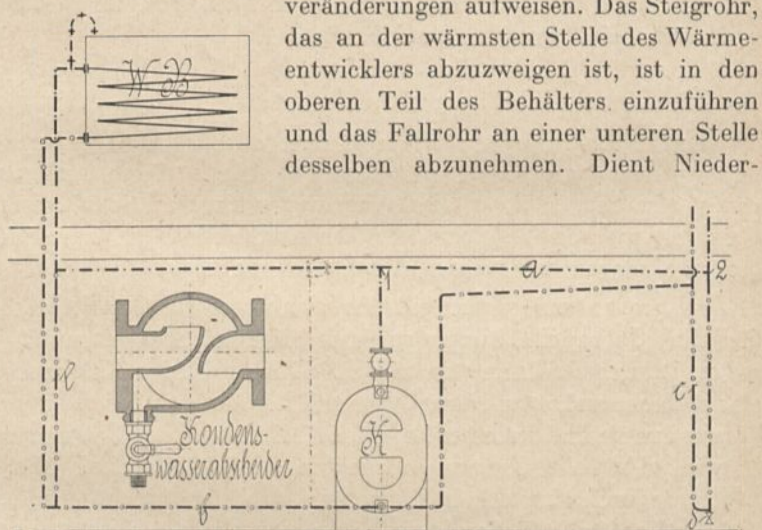 veränderungen aufweisen. Das Steigrohr,
das an der wärmsten Stelle des Wärme-
entwicklers abzuzweigen ist, ist in den
oberen Teil des Behälters einzuführen
und das Fallrohr an einer unteren Stelle
desselben abzunehmen. Dient Nieder-
WB
a
1
2
e
c
Kondens-
wasserabscheider
K
f